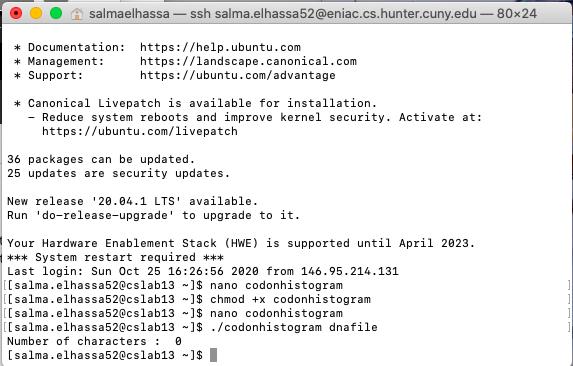 salmaelhassa — ssh salma.elhassa52@eniac.cs.hunter.cuny.edu — 80×24
* Documentation:  https://help.ubuntu.com
* Management:     https://landscape.canonical.com
* Support:        https://ubuntu.com/advantage
* Canonical Livepatch is available for installation.
- Reduce system reboots and improve kernel security. Activate at:
https://ubuntu.com/livepatch
36 packages can be updated.
25 updates are security updates.
New release '20.04.1 LTS' available.
Run 'do-release-upgrade' to upgrade to it.
Your Hardware Enablement Stack (HWE) is supported until April 2023.
*** System restart required ***
Last login: Sun Oct 25 16:26:56 2020 from 146.95.214.131
[[salma.elhassa52@cslab13 ~]$ nano codonhistogram ]
[[salma.elhassa52@cslab13 ~]$ chmod +x codonhistogram ]
[[salma.elhassa52@cslab13 ~]$ nano codonhistogram ]
[[salma.elhassa52@cslab13 ~]$ ./codonhistogram dnafile ]
Number of characters :  0
[salma.elhassa52@cslab13 ~]$